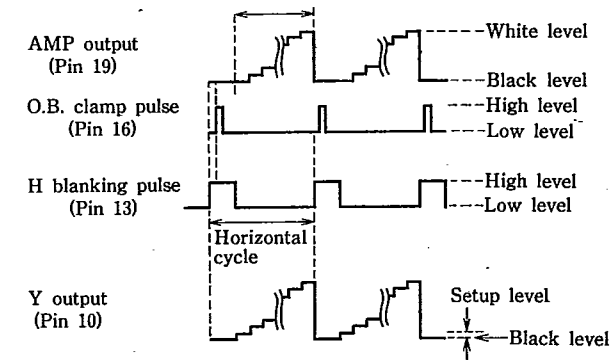 AMP output
(Pin 19)
White level
Black level
O.B. clamp pulse
(Pin 16)
High level
Low level
H blanking pulse
(Pin 13)
High level
Low level
Horizontal
cycle
Y output
(Pin 10)
Setup level
Black level